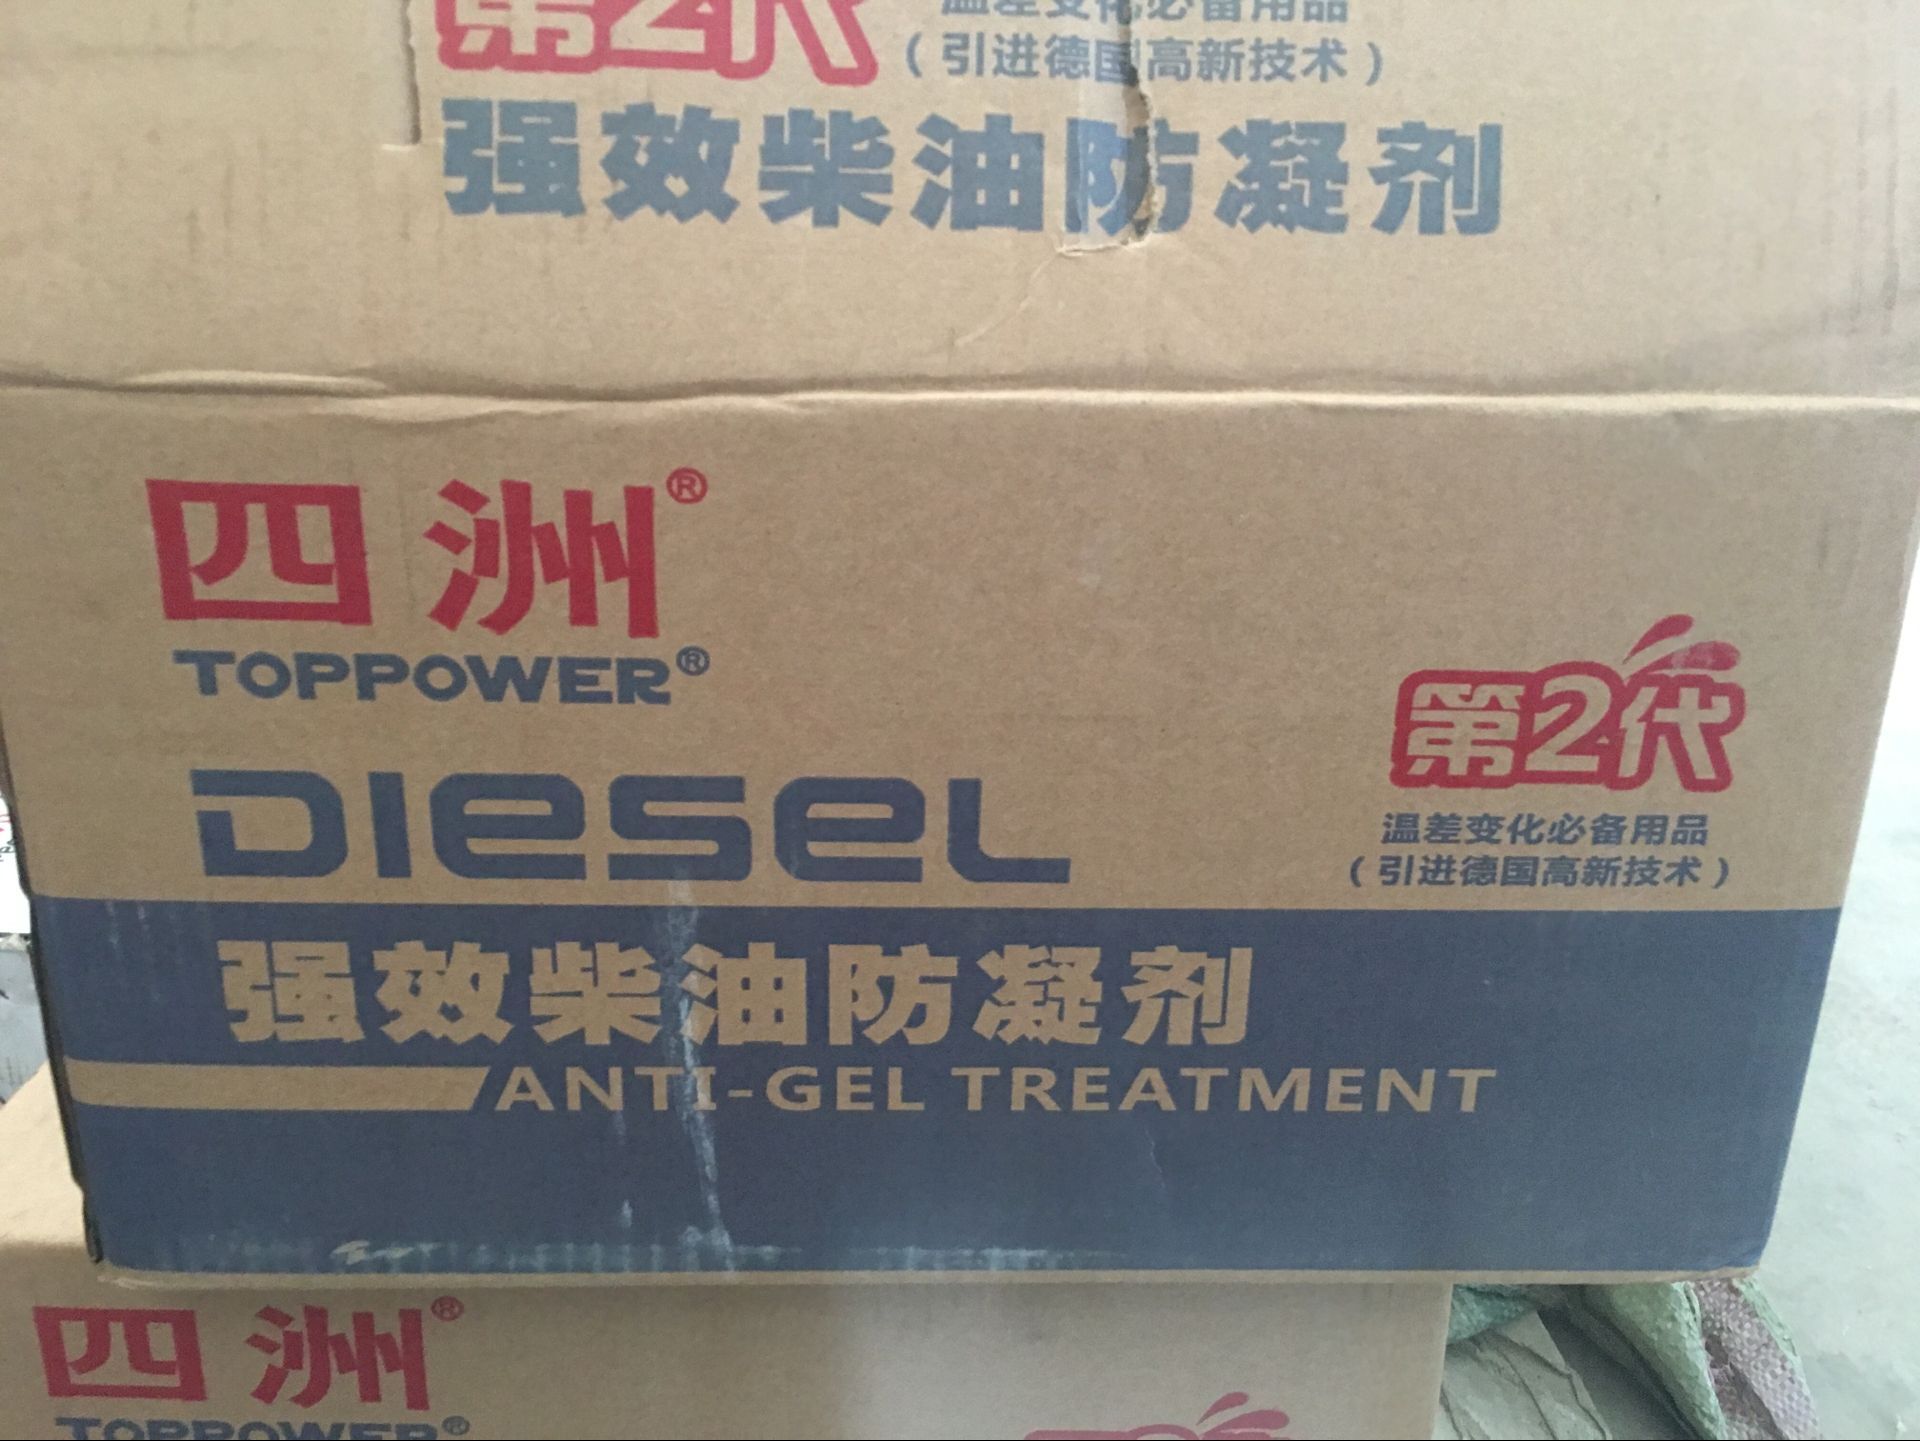 第2代
温差变化必备用品
（引进德国高新技术）
强效柴油防凝剂
四洲®
TOPPOWER®
DIESEL
第2代
温差变化必备用品
（引进德国高新技术）
强效柴油防凝剂
ANTI-GEL TREATMENT
四洲®
TOPPOWER®